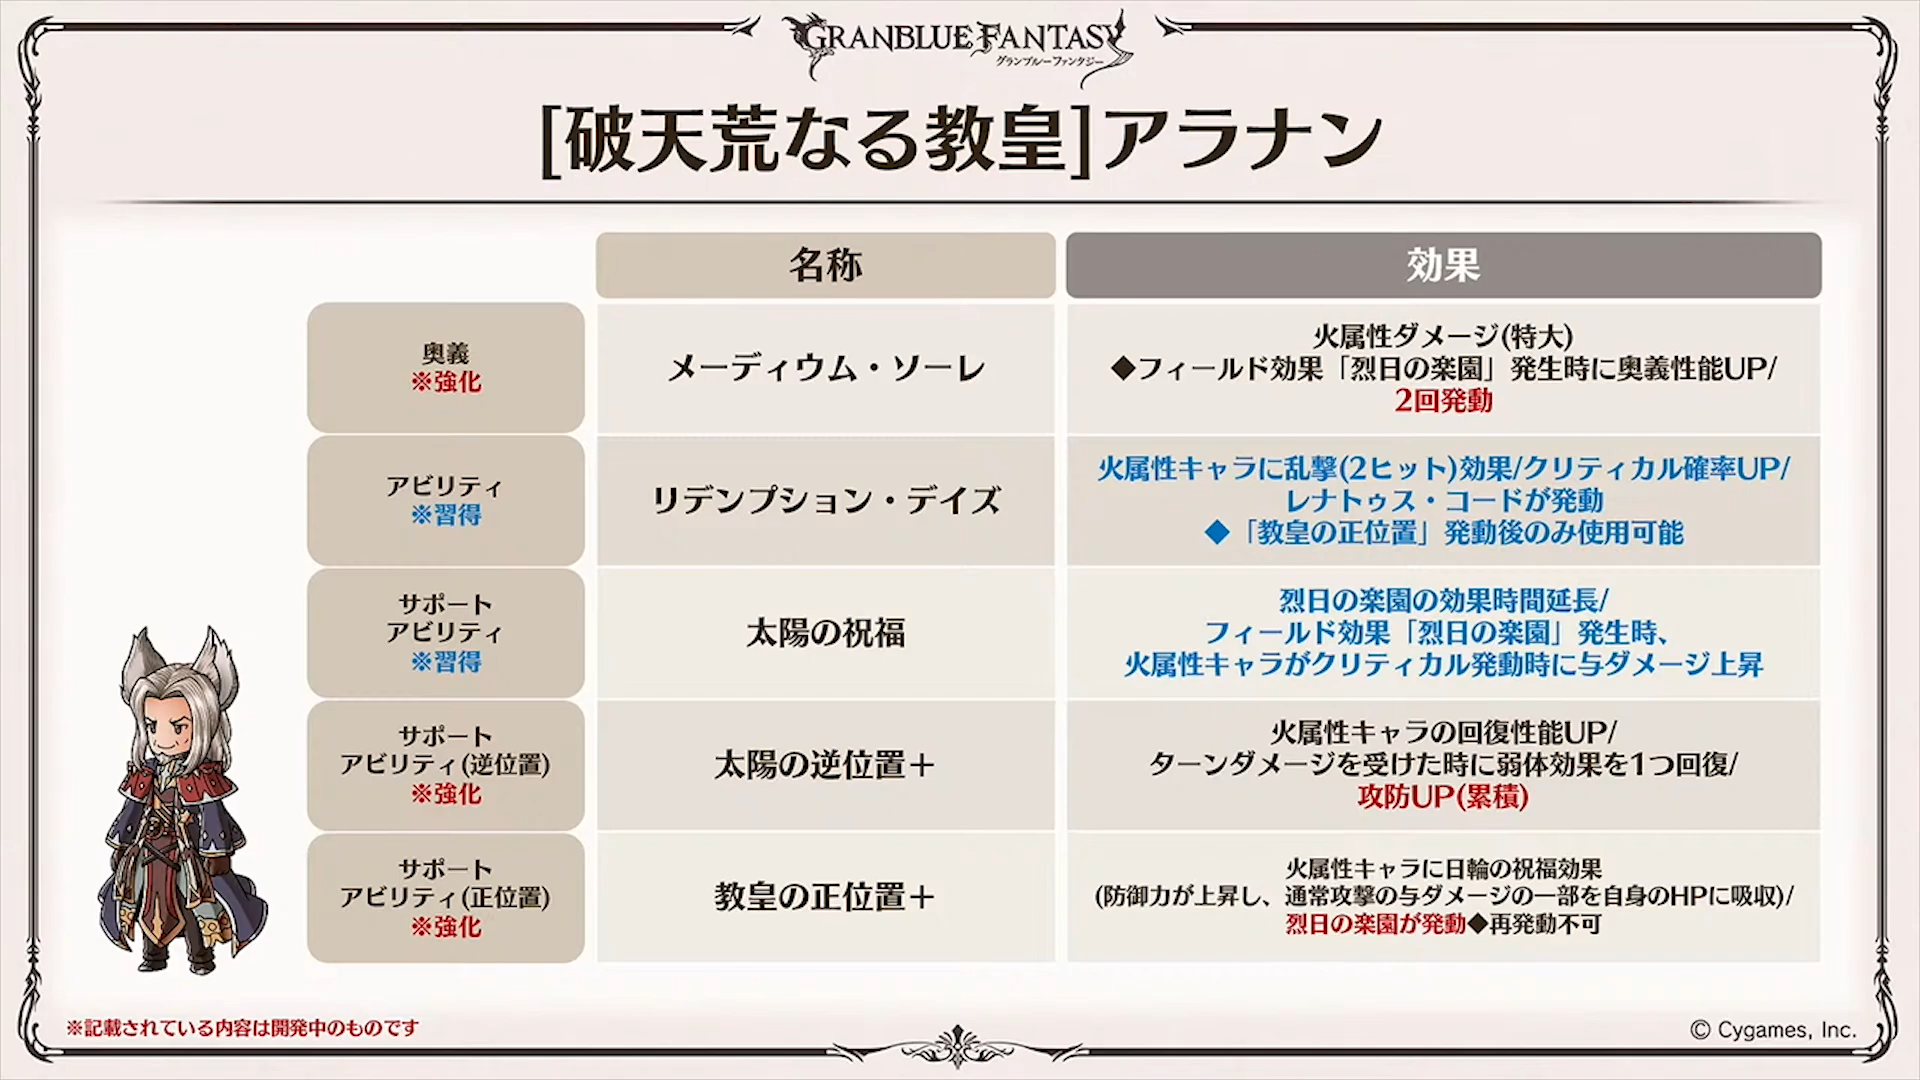 GRANBLUE FANTASY
グランブルーファンタジー
[破天荒なる教皇]アラナン
名称
効果
奥義
※強化
メーディウム・ソーレ
火属性ダメージ(特大)
◆フィールド効果「烈日の楽園」発生時に奥義性能UP/
2回発動
アビリティ
※習得
リデンプション・デイズ
火属性キャラに乱撃(2ヒット)効果/クリティカル確率UP/
レナトゥス・コードが発動
◆「教皇の正位置」発動後のみ使用可能
サポート
アビリティ
※習得
太陽の祝福
烈日の楽園の効果時間延長/
フィールド効果「烈日の楽園」発生時、
火属性キャラがクリティカル発動時に与ダメージ上昇
サポート
アビリティ(逆位置)
※強化
太陽の逆位置＋
火属性キャラの回復性能UP/
ターンダメージを受けた時に弱体効果を1つ回復/
攻防UP(累積)
サポート
アビリティ(正位置)
※強化
教皇の正位置＋
火属性キャラに日輪の祝福効果
(防御力が上昇し、通常攻撃の与ダメージの一部を自身のHPに吸収)/
烈日の楽園が発動◆再発動不可
※記載されている内容は開発中のものです
© Cygames, Inc.